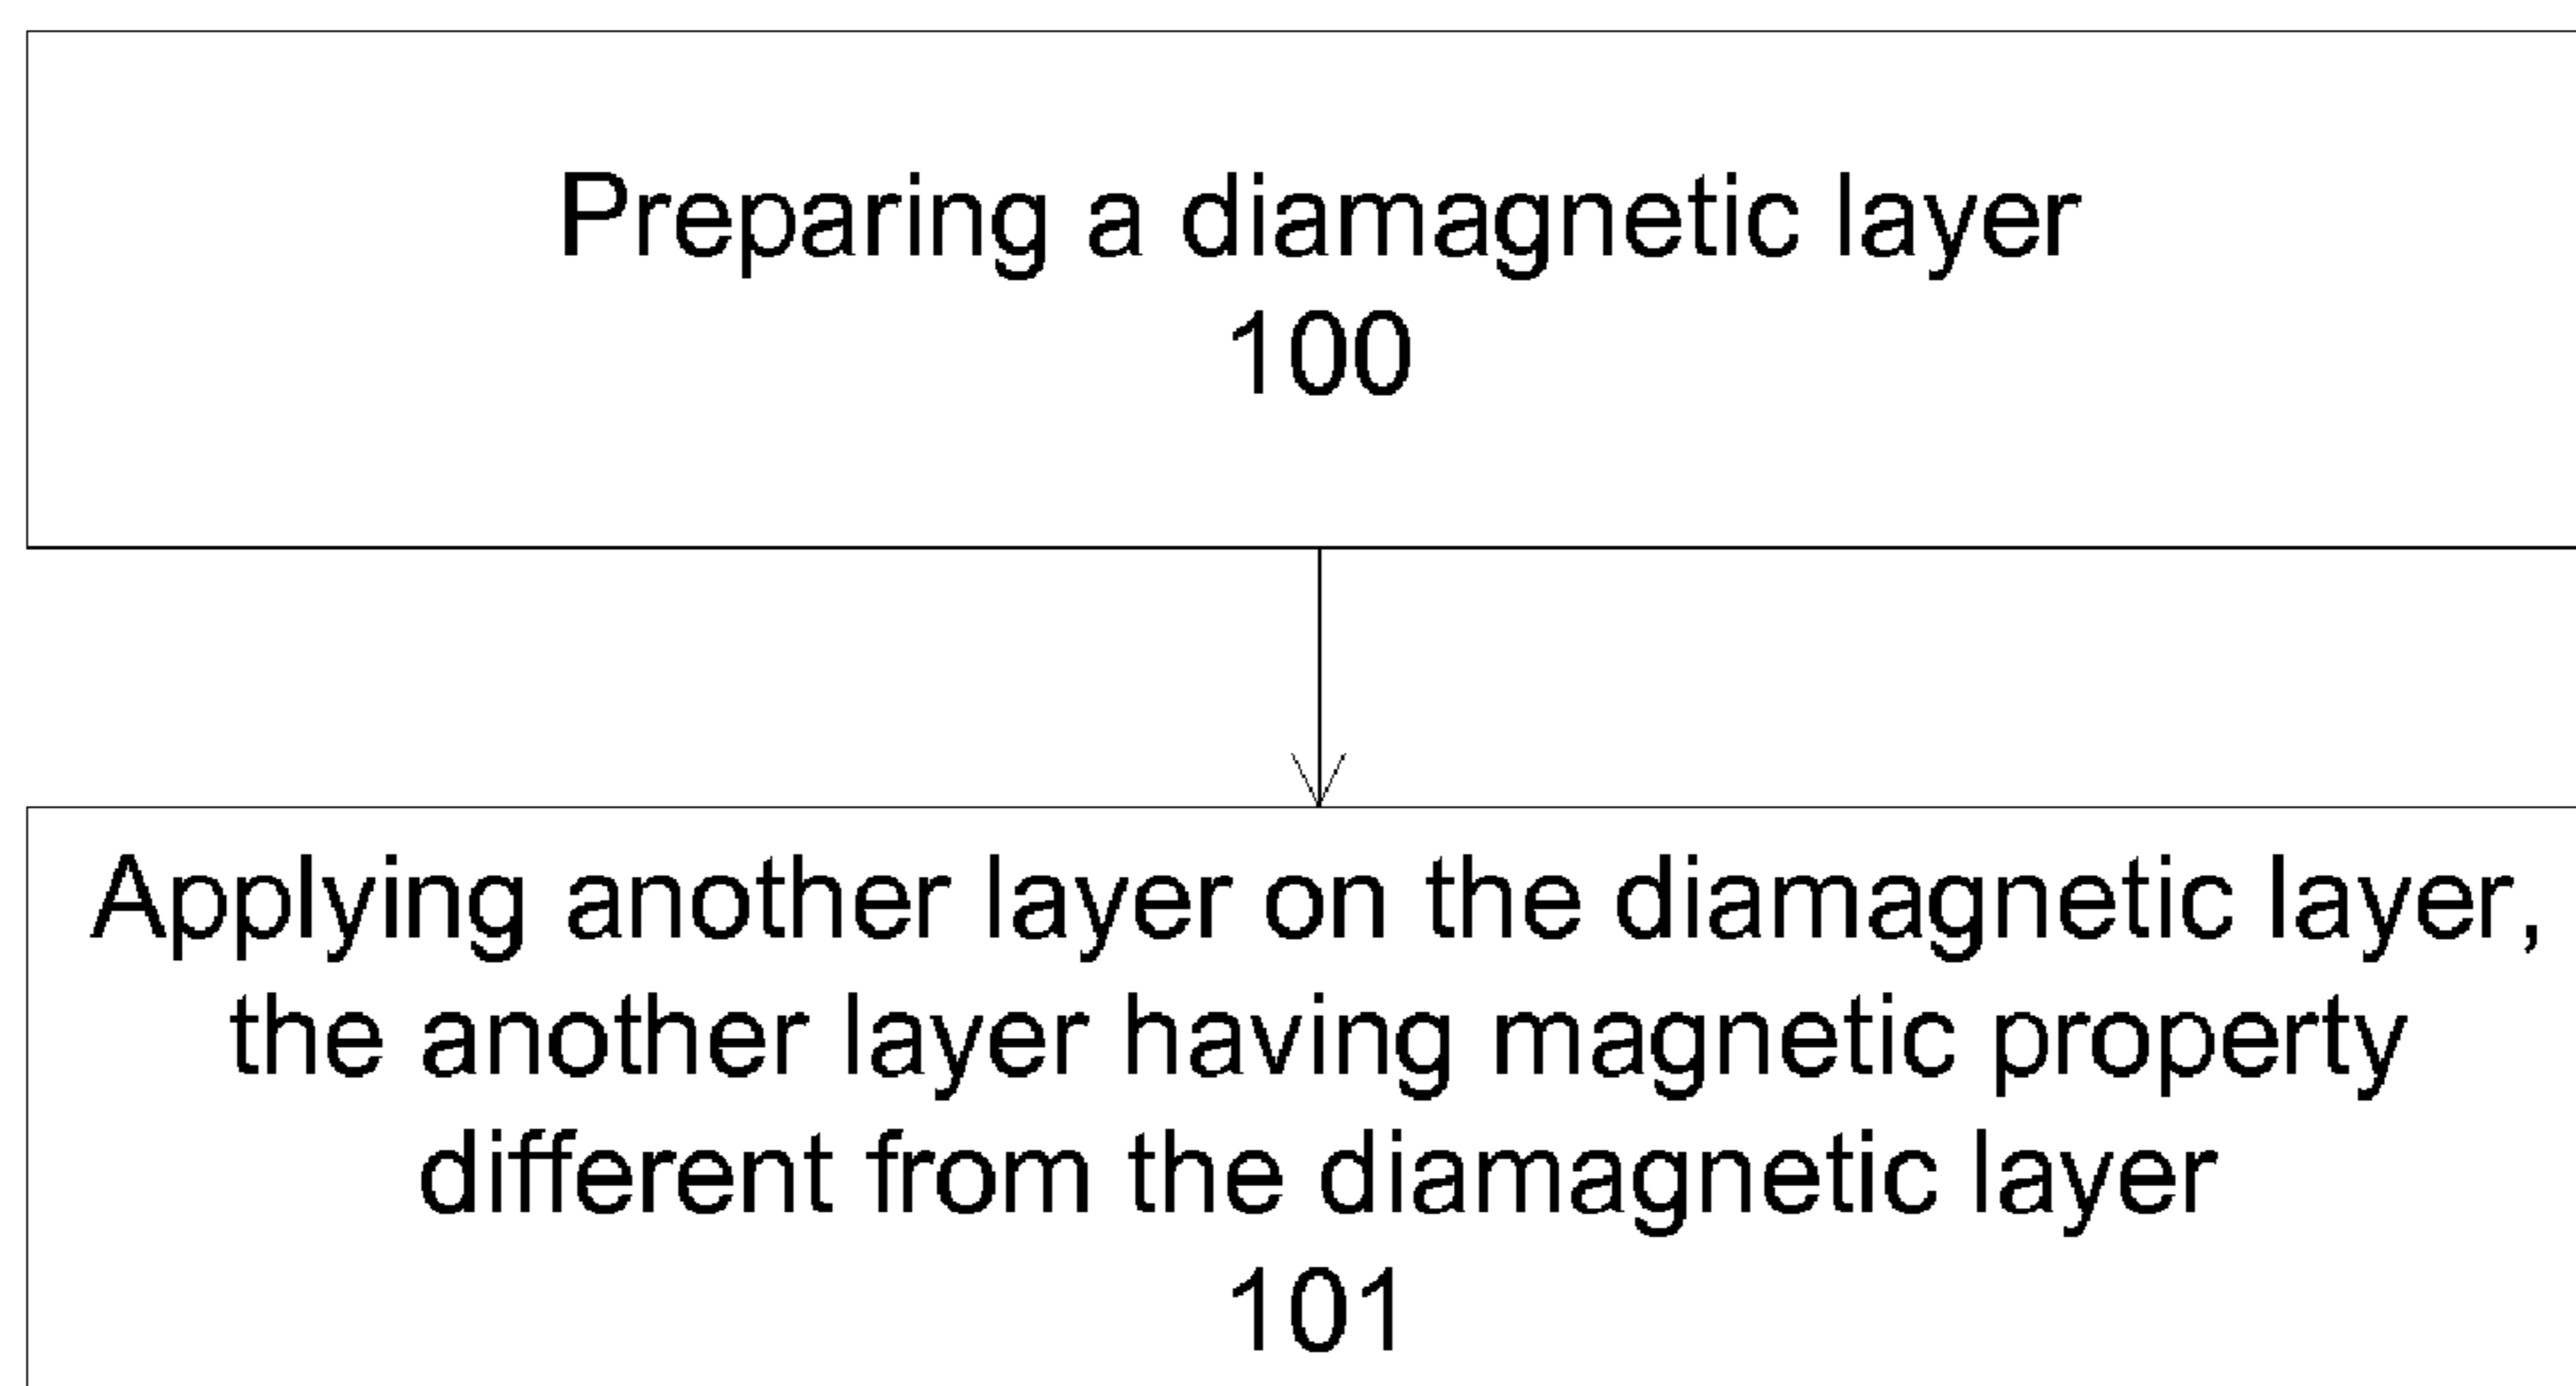 Preparing a diamagnetic layer
100
Applying another layer on the diamagnetic layer,
the another layer having magnetic property
different from the diamagnetic layer
101